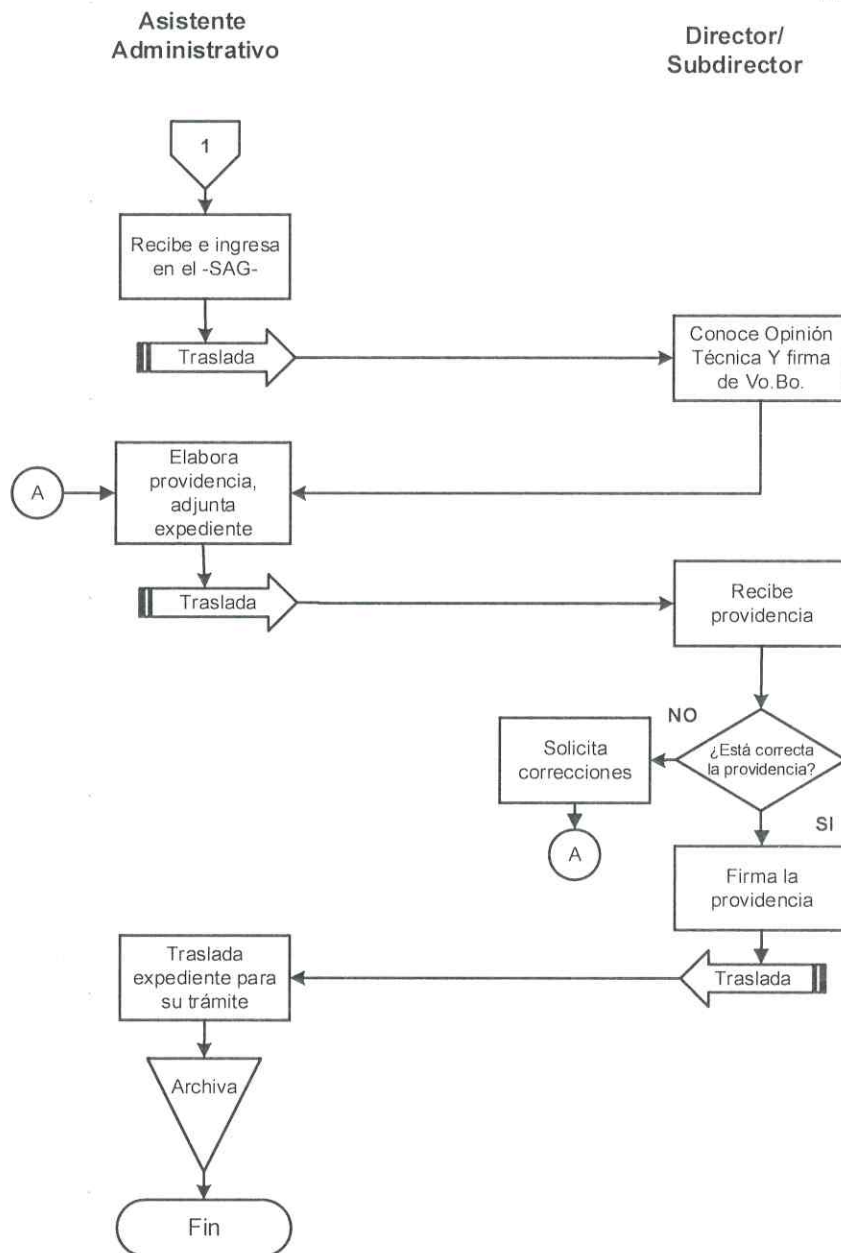 Asistente
Administrativo
Director/
Subdirector
1
Recibe e ingresa
en el -SAG-
Traslada
Conoce Opinión
Técnica Y firma
de Vo.Bo.
A
Elabora
providencia,
adjunta
expediente
Traslada
Recibe
providencia
NO
¿Está correcta
la providencia?
Solicita
correcciones
A
SI
Firma la
providencia
Traslada
Traslada
expediente para
su trámite
Archiva
Fin